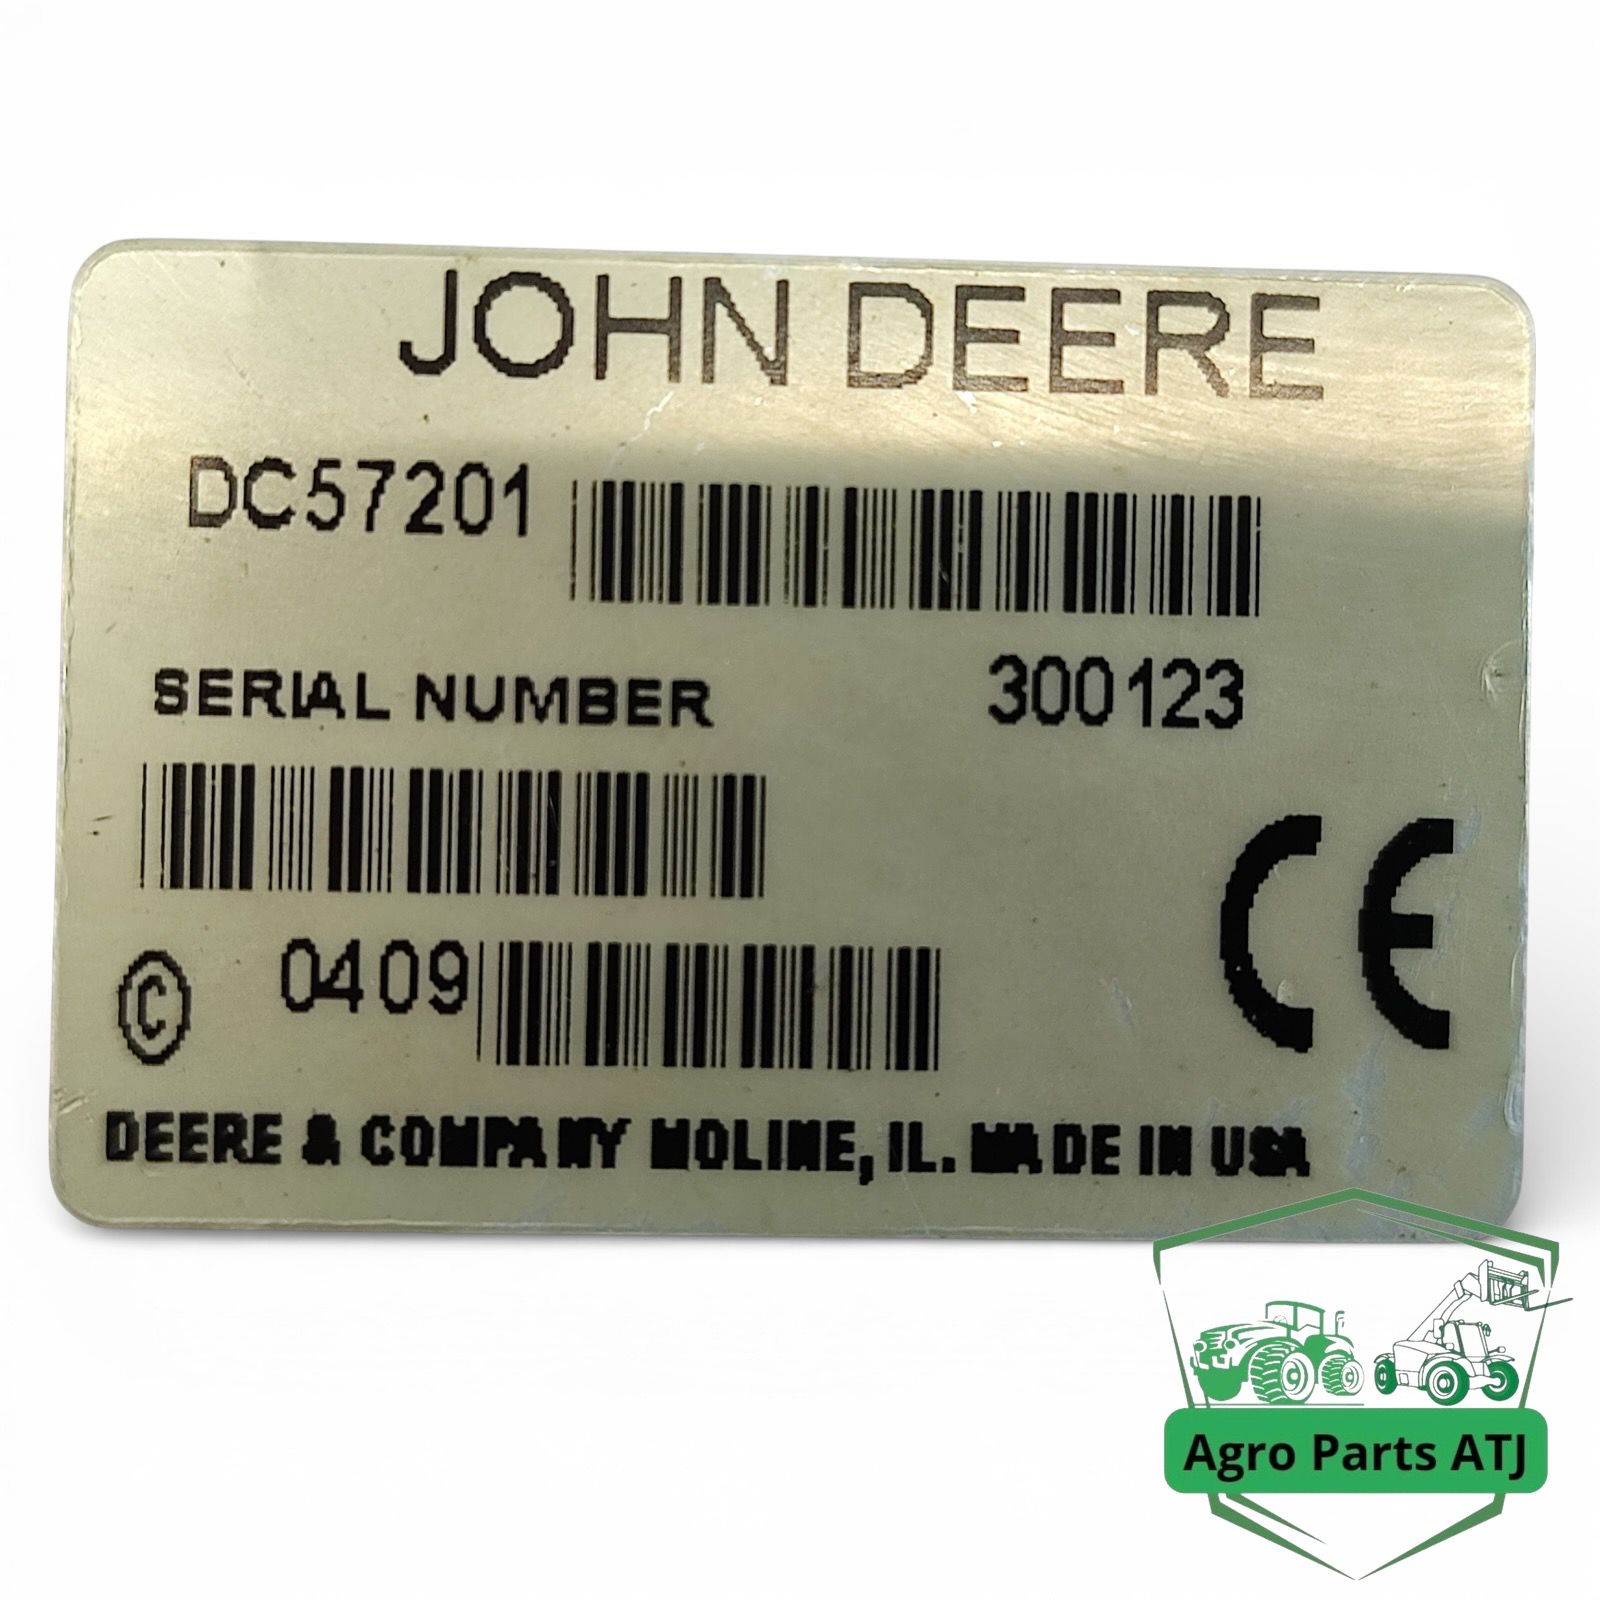 JOHN DEERE
DC57201
SERIAL NUMBER 300123
CE
© 0409
DEERE & COMPANY MOLINE, IL. MADE IN USA
Agro Parts ATJ